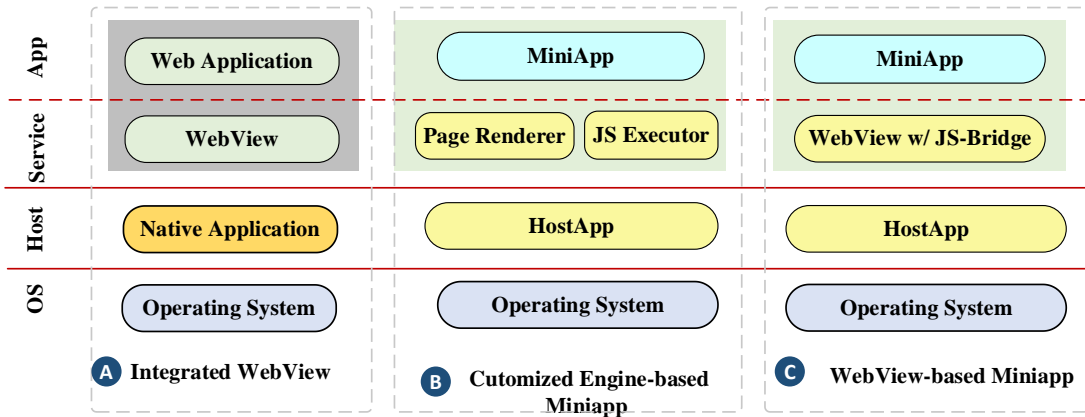 App
Web Application
MiniApp
MiniApp
Service
WebView
Page Renderer
JS Executor
WebView w/ JS-Bridge
Host
Native Application
HostApp
HostApp
OS
Operating System
Operating System
Operating System
A Integrated WebView
B Cutomized Engine-based
Miniapp
C WebView-based Miniapp